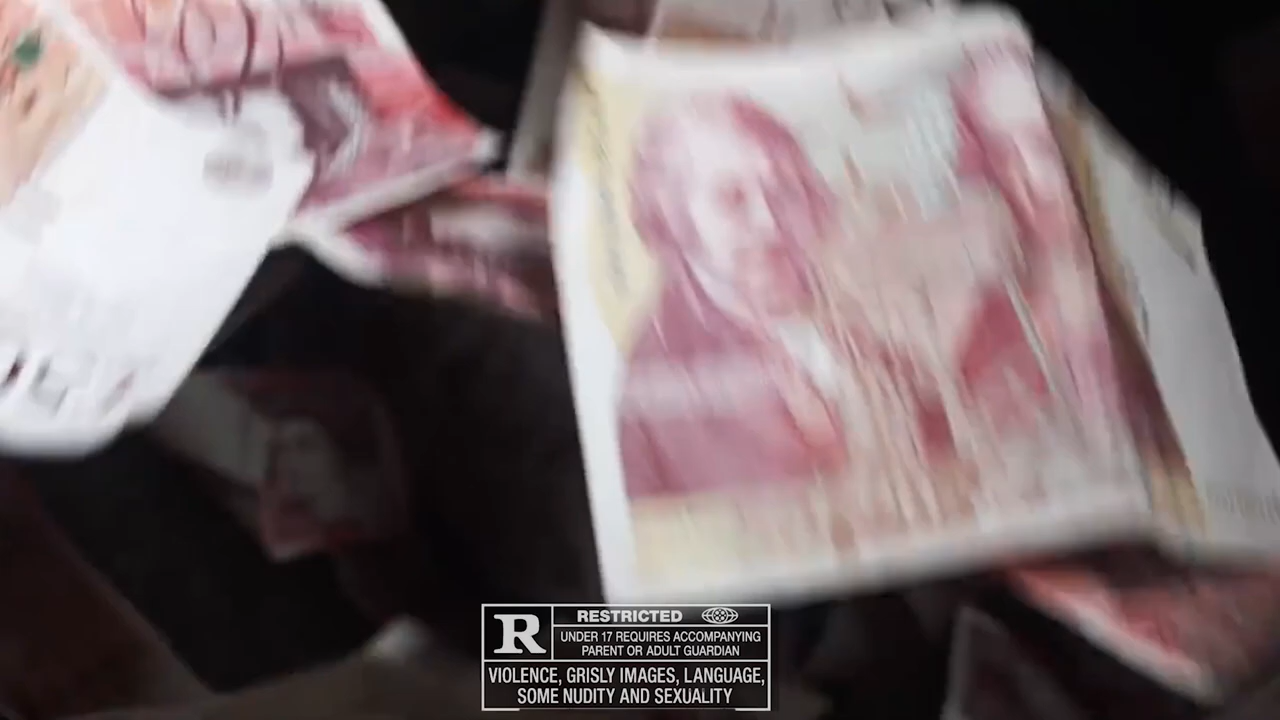 R
RESTRICTED
UNDER 17 REQUIRES ACCOMPANYING
PARENT OR ADULT GUARDIAN
VIOLENCE, GRISLY IMAGES, LANGUAGE,
SOME NUDITY AND SEXUALITY